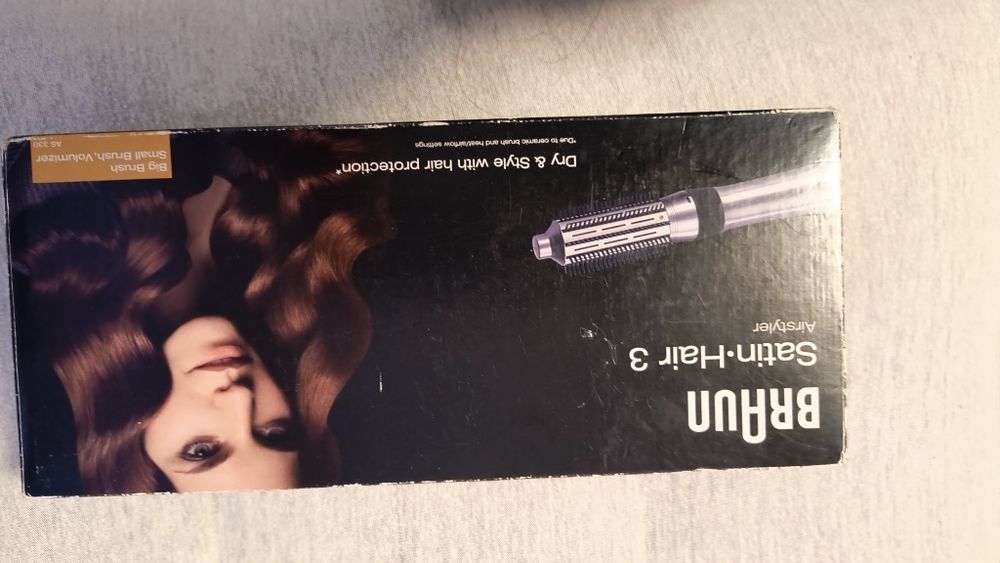 BRAUN
Satin•Hair 3
Airstyler
Dry & Style with hair protection*
*Due to ceramic brush and heat/airflow settings
Big Brush
Small Brush, Volumizer
AS 330